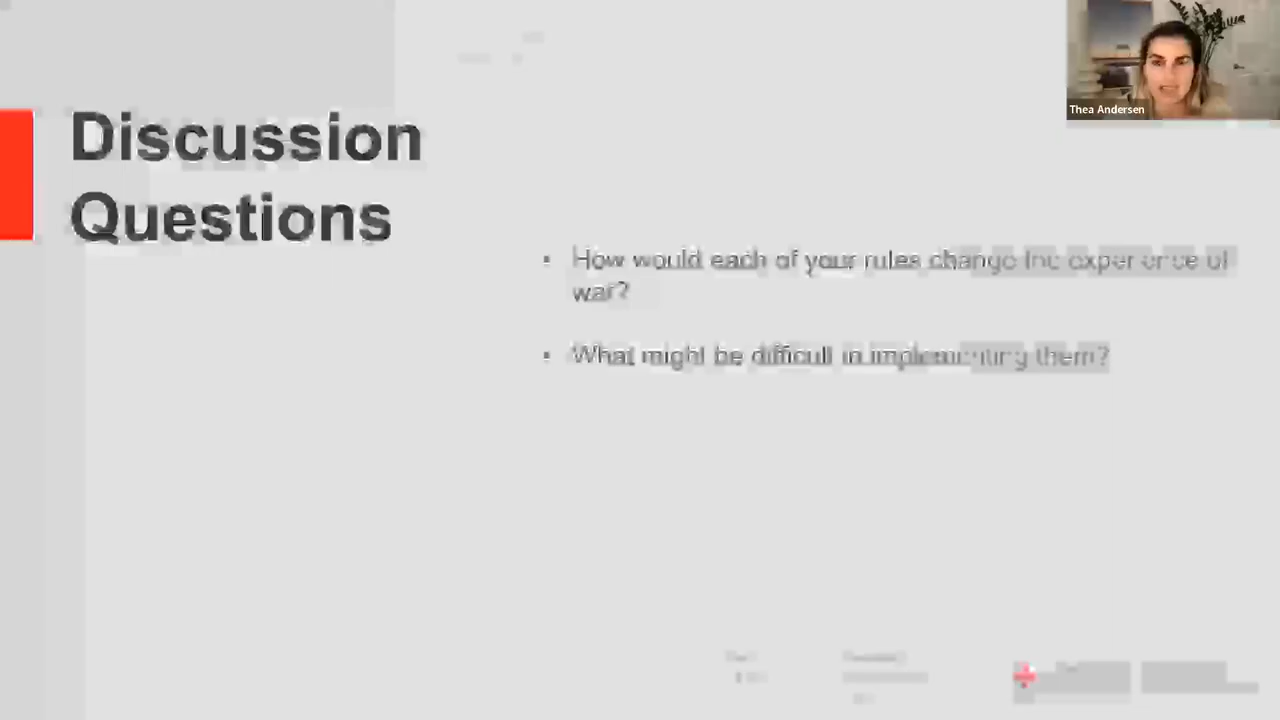 Thea Andersen
Discussion
Questions
• How would each of your rules change the experience of
war?
• What might be difficult in implementing them?